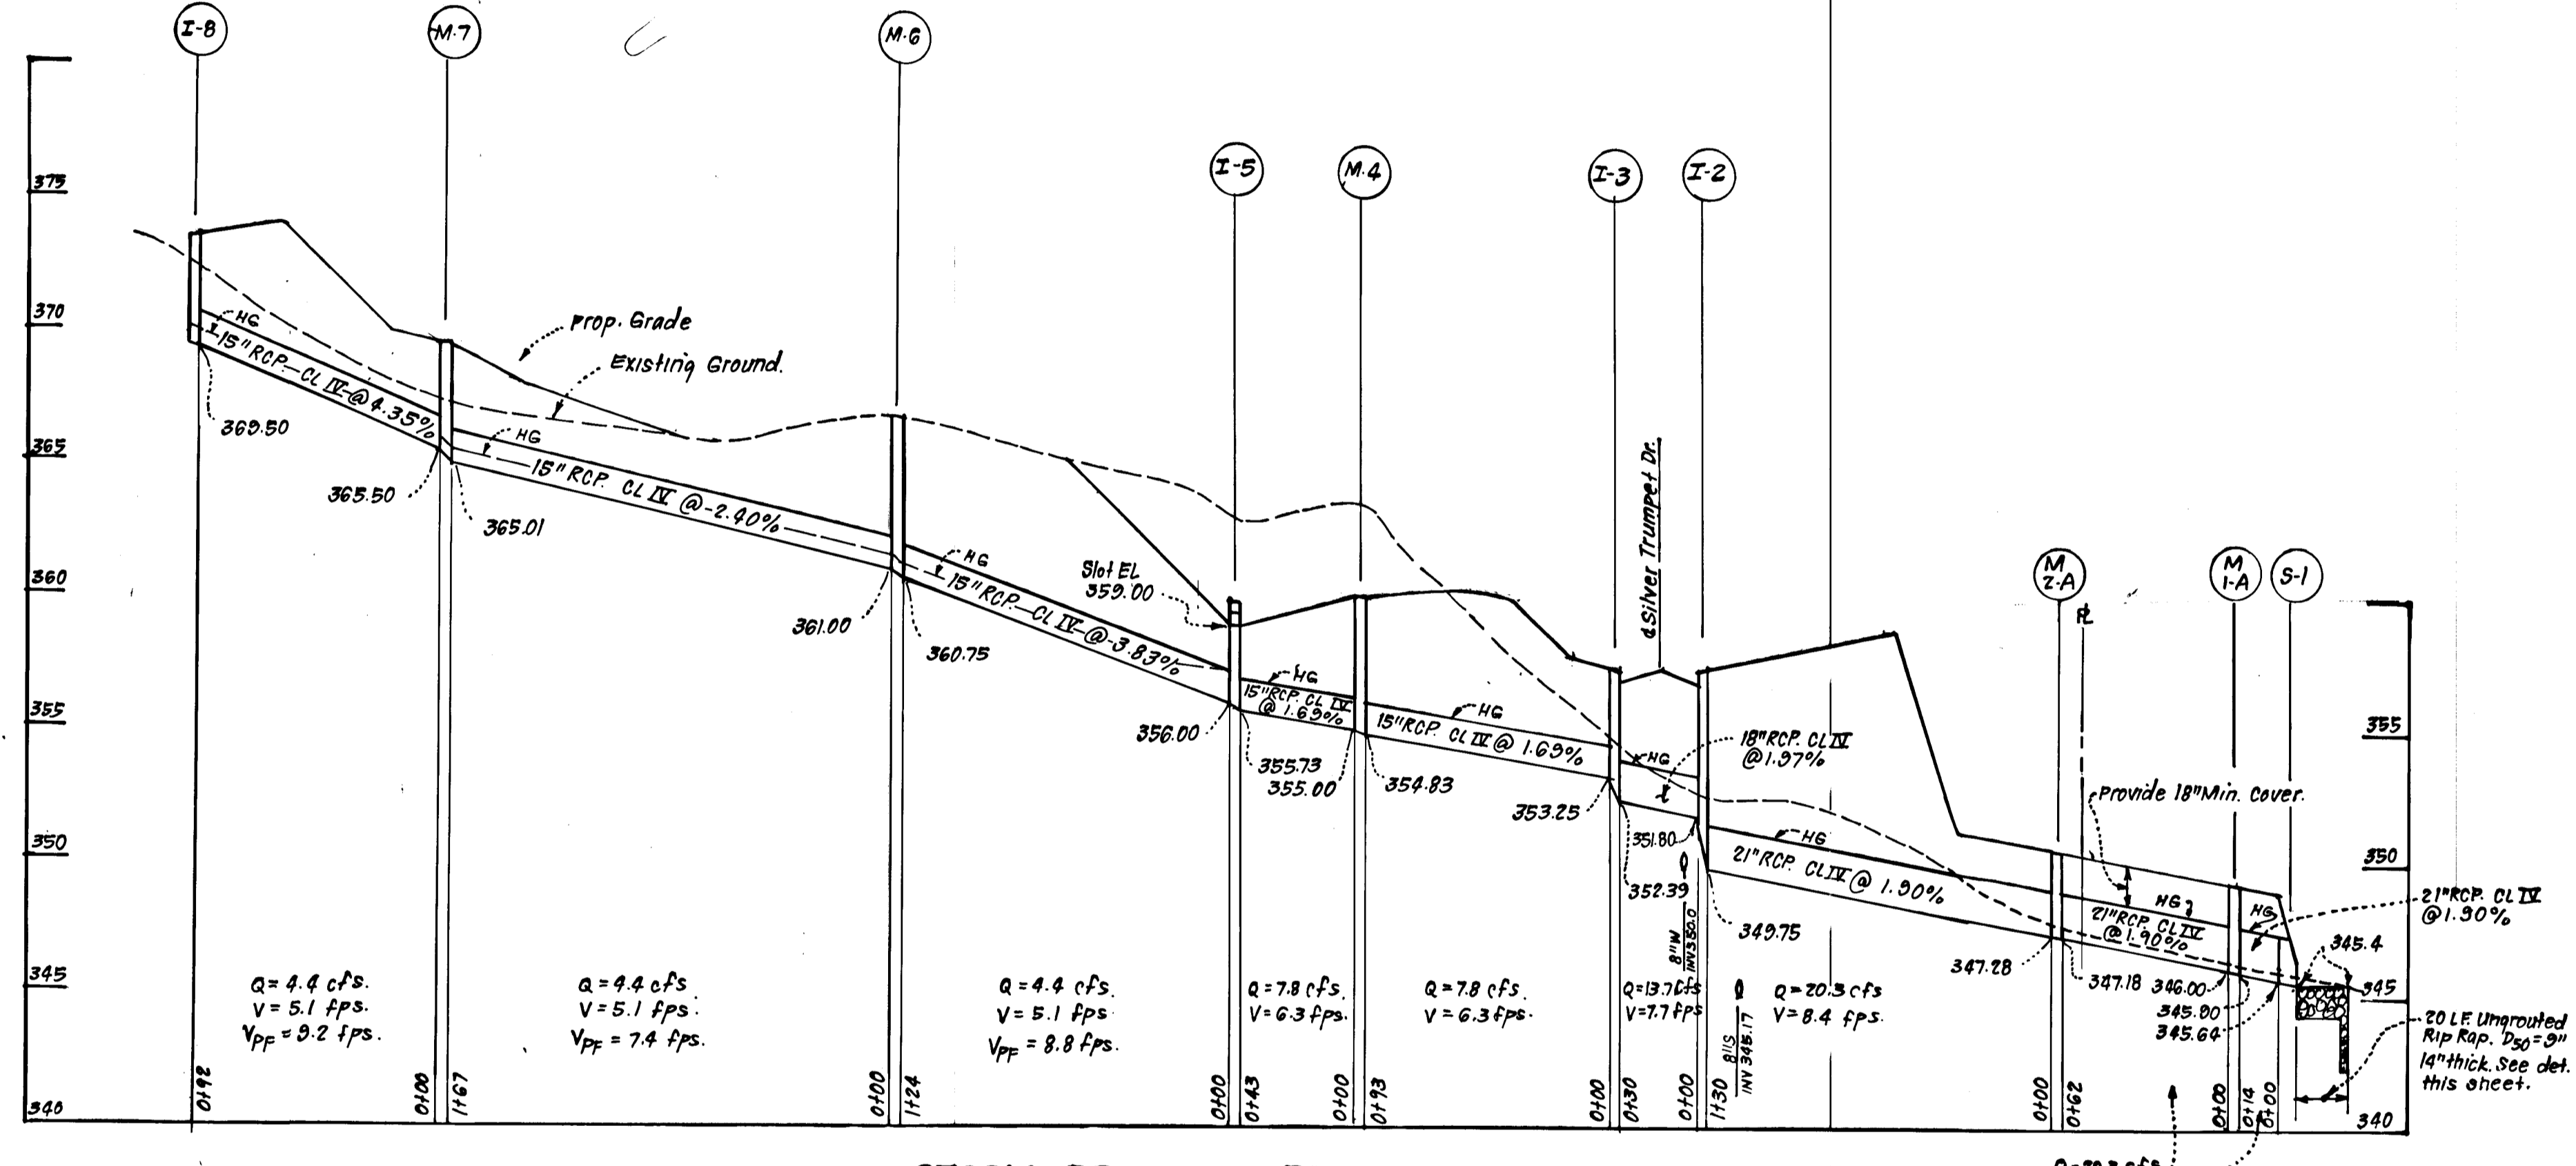 I-8
M-7
M-6
I-5
M-4
I-3
I-2
M
2-A
M
1-A
S-1
375
370
365
360
355
350
345
340
355
350
345
340
Prop. Grade
Existing Ground.
HG
15" RCP. CL IV @ 4.35%
369.50
365.50
HG
15" RCP. CL IV @ -2.40%
365.01
361.00
HG
15" RCP. CL IV @ -3.83%
360.75
Slot EL
359.00
356.00
HG
15" RCP. CL IV
@ 1.69%
355.73
355.00
HG
15" RCP. CL IV @ 1.69%
354.83
353.25
℄ Silver Trumpet Dr.
HG
18" RCP. CL IV
@ 1.97%
351.80
352.39
HG
21" RCP. CL IV @ 1.90%
349.75
8"W
INV 350.0
8"S
INV 345.17
347.28
PL
Provide 18" Min. Cover.
HG
21" RCP. CL IV
@ 1.90%
HG
21" RCP. CL IV
@ 1.90%
345.4
347.18
346.00
345.90
345.64
20 LF. Ungrouted
Rip Rap. D50 = 9"
14" thick. See det.
this sheet.
Q = 4.4 cfs.
V = 5.1 fps.
VPF = 9.2 fps.
Q = 4.4 cfs
V = 5.1 fps.
VPF = 7.4 fps.
Q = 4.4 cfs.
V = 5.1 fps.
VPF = 8.8 fps.
Q = 7.8 cfs.
V = 6.3 fps.
Q = 7.8 cfs.
V = 6.3 fps.
Q = 13.7 cfs
V = 7.7 fps
Q = 20.3 cfs
V = 8.4 fps.
0+92
0+00
1+67
0+00
1+24
0+00
0+43
0+00
0+93
0+00
0+30
0+00
1+30
0+00
0+62
0+00
0+14
0+00